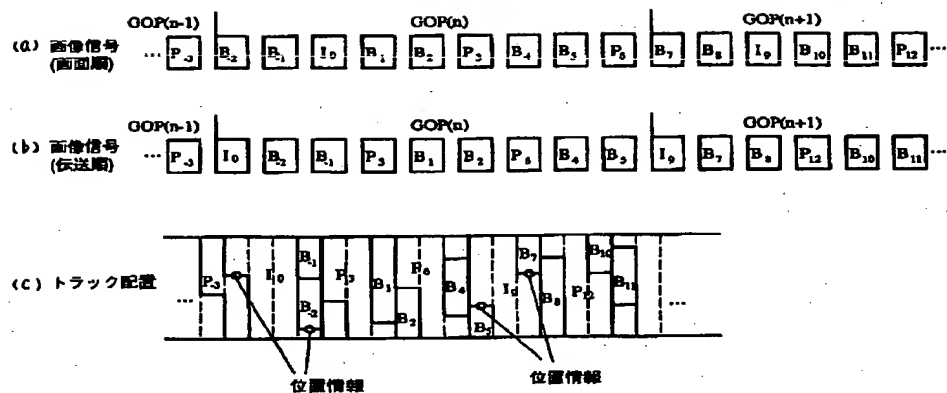 GOP(n-1) GOP(n) GOP(n+1)
(a) 画像信号 … P-3 B-2 B-1 I0 B1 B2 P3 B4 B5 P6 B7 B8 I9 B10 B11 P12 …
(画面順)
GOP(n-1) GOP(n) GOP(n+1)
(b) 画像信号 … P-3 I0 B-2 B-1 P3 B1 B2 P6 B4 B5 I9 B7 B8 P12 B10 B11 …
(伝送順)
B-1 B7 B10
(c) トラック配置 … P-3 I0 P3 B1 P6 B4 B8 P12 B11 …
B-2 B2 B5
位置情報 位置情報